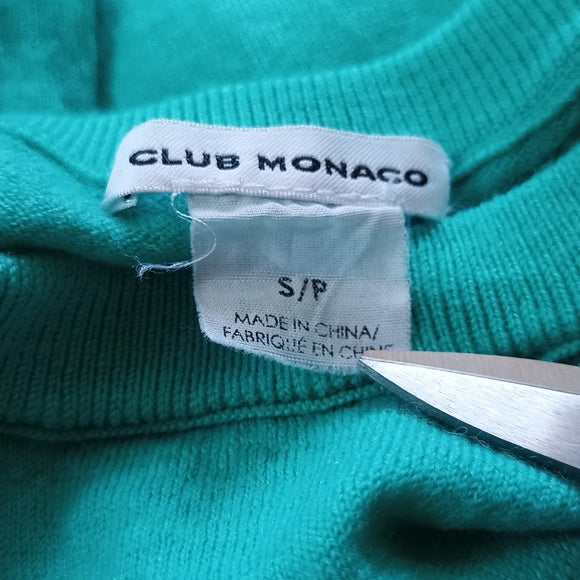 CLUB MONACO
S/P
MADE IN CHINA/
FABRIQUÉ EN CHINE